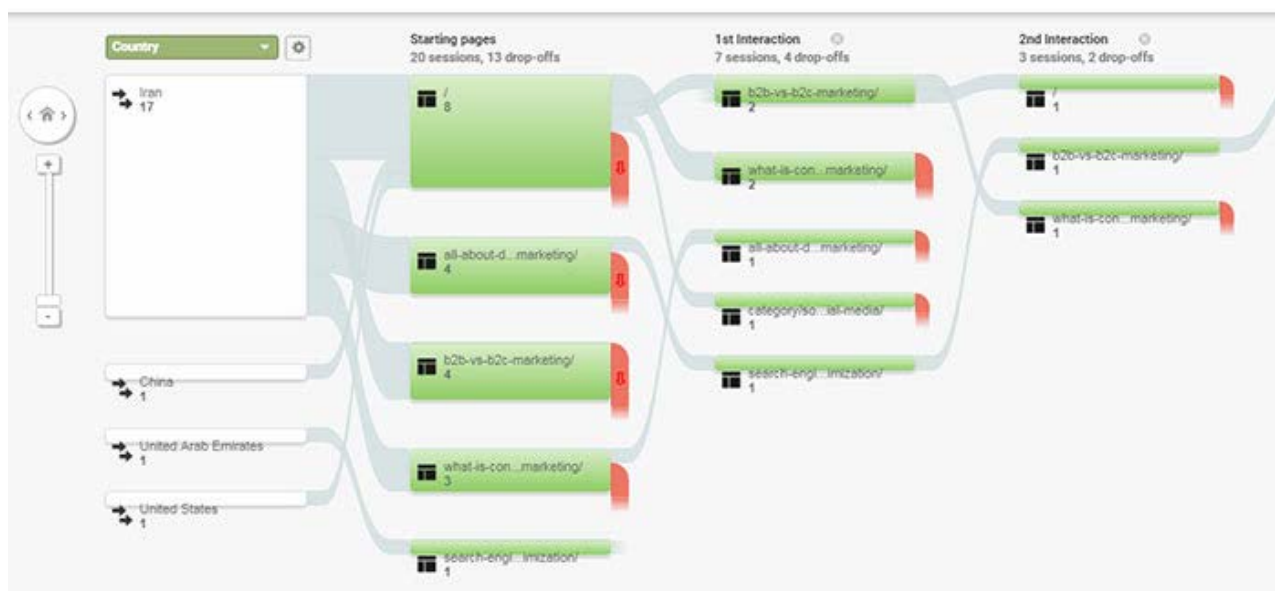 Country
Iran
17
China
1
United Arab Emirates
1
United States
1
Starting pages
20 sessions, 13 drop-offs
/
8
all-about-d...marketing/
4
b2b-vs-b2c-marketing/
4
what-is-con...marketing/
3
search-engl...imization/
1
1st Interaction
7 sessions, 4 drop-offs
b2b-vs-b2c-marketing/
2
what-is-con...marketing/
2
all-about-d...marketing/
1
category/so...ial-media/
1
search-engl...imization/
1
2nd Interaction
3 sessions, 2 drop-offs
/
1
b2b-vs-b2c-marketing/
1
what-is-con...marketing/
1